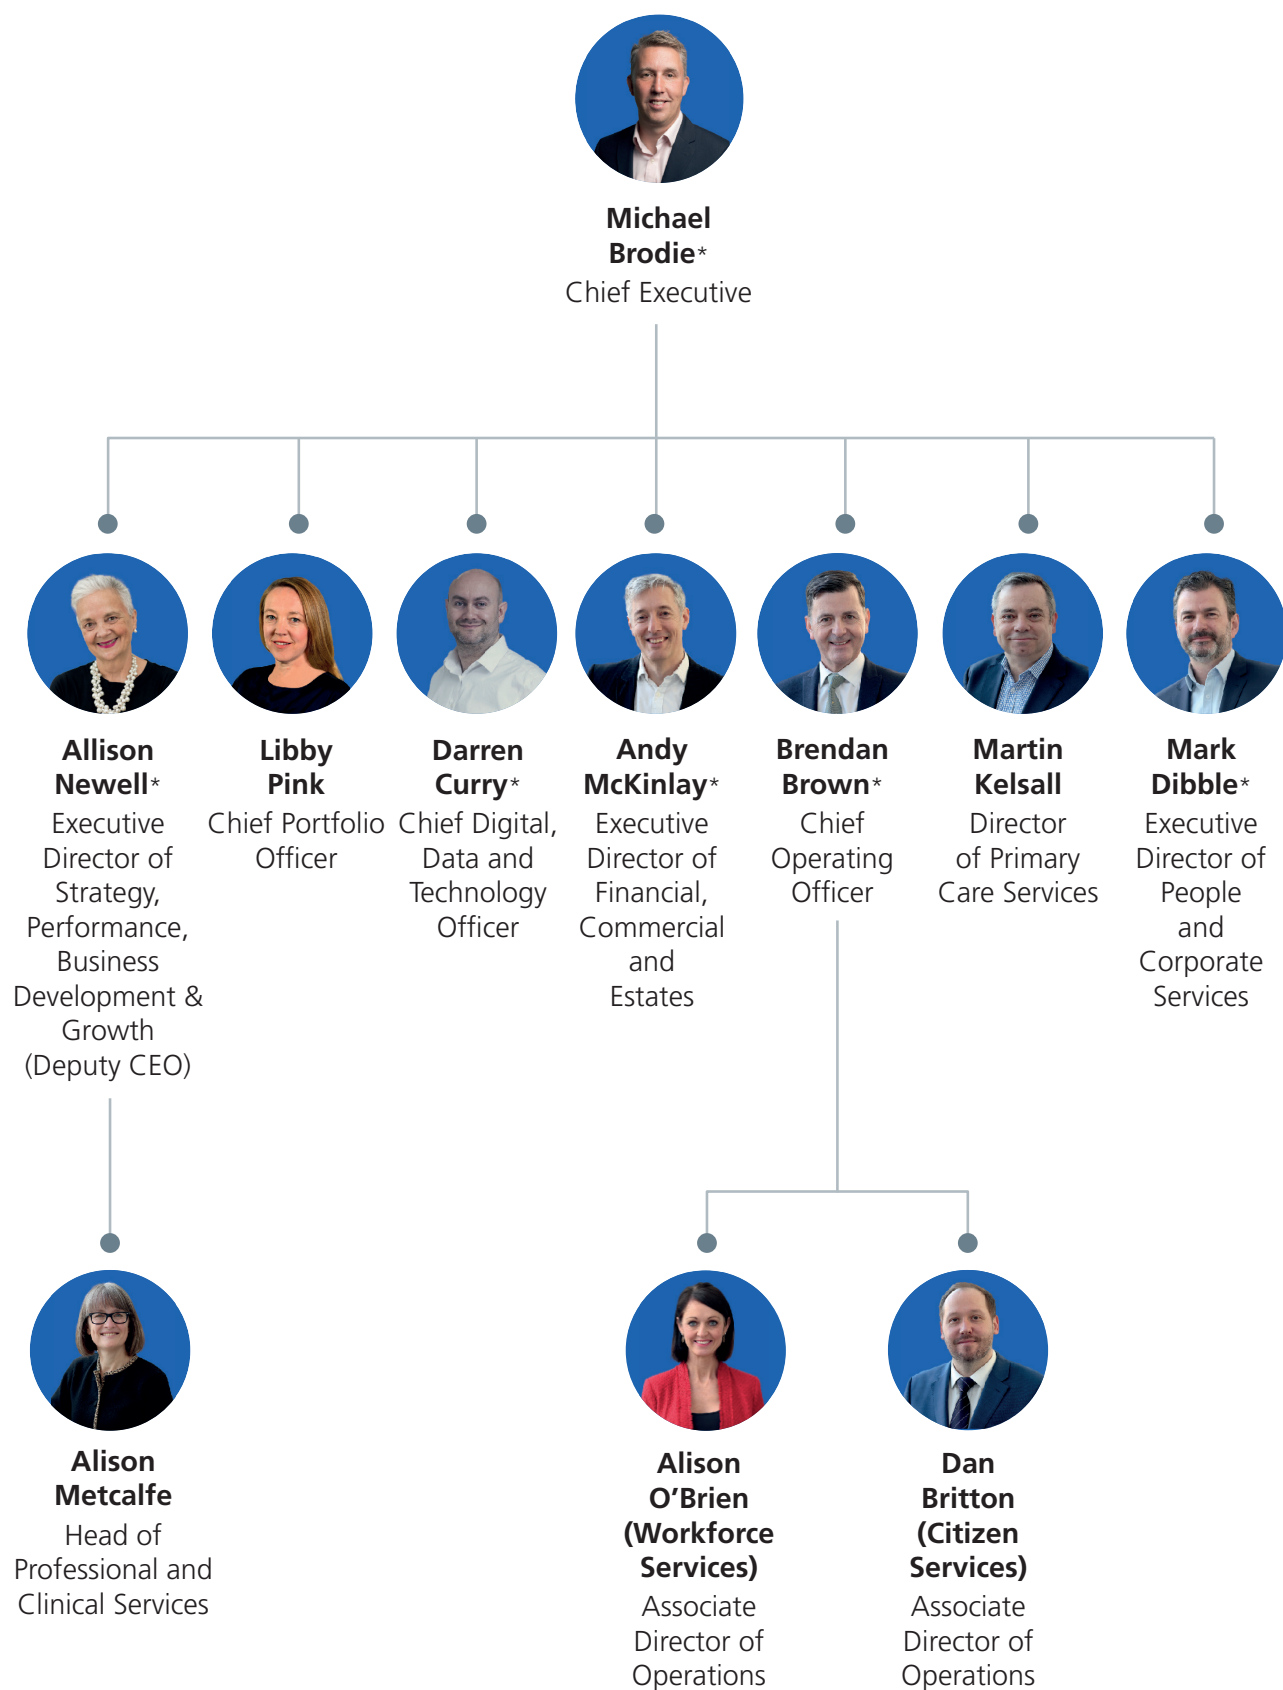 Michael
Brodie*
Chief Executive
Allison
Newell*
Executive
Director of
Strategy,
Performance,
Business
Development &
Growth
(Deputy CEO)
Libby
Pink
Chief Portfolio
Officer
Darren
Curry*
Chief Digital,
Data and
Technology
Officer
Andy
McKinlay*
Executive
Director of
Financial,
Commercial
and
Estates
Brendan
Brown*
Chief
Operating
Officer
Martin
Kelsall
Director
of Primary
Care Services
Mark
Dibble*
Executive
Director of
People
and
Corporate
Services
Alison
Metcalfe
Head of
Professional and
Clinical Services
Alison
O’Brien
(Workforce
Services)
Associate
Director of
Operations
Dan
Britton
(Citizen
Services)
Associate
Director of
Operations